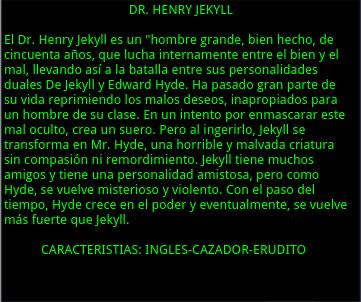 DR. HENRY JEKYLL
El Dr. Henry Jekyll es un "hombre grande, bien hecho, de
cincuenta años, que lucha internamente entre el bien y el
mal, llevando así a la batalla entre sus personalidades
duales De Jekyll y Edward Hyde. Ha pasado gran parte de
su vida reprimiendo los malos deseos, inapropiados para
un hombre de su clase. En un intento por enmascarar este
mal oculto, crea un suero. Pero al ingerirlo, Jekyll se
transforma en Mr. Hyde, una horrible y malvada criatura
sin compasión ni remordimiento. Jekyll tiene muchos
amigos y tiene una personalidad amistosa, pero como
Hyde, se vuelve misterioso y violento. Con el paso del
tiempo, Hyde crece en el poder y eventualmente, se vuelve
más fuerte que Jekyll.
CARACTERISTIAS: INGLES-CAZADOR-ERUDITO